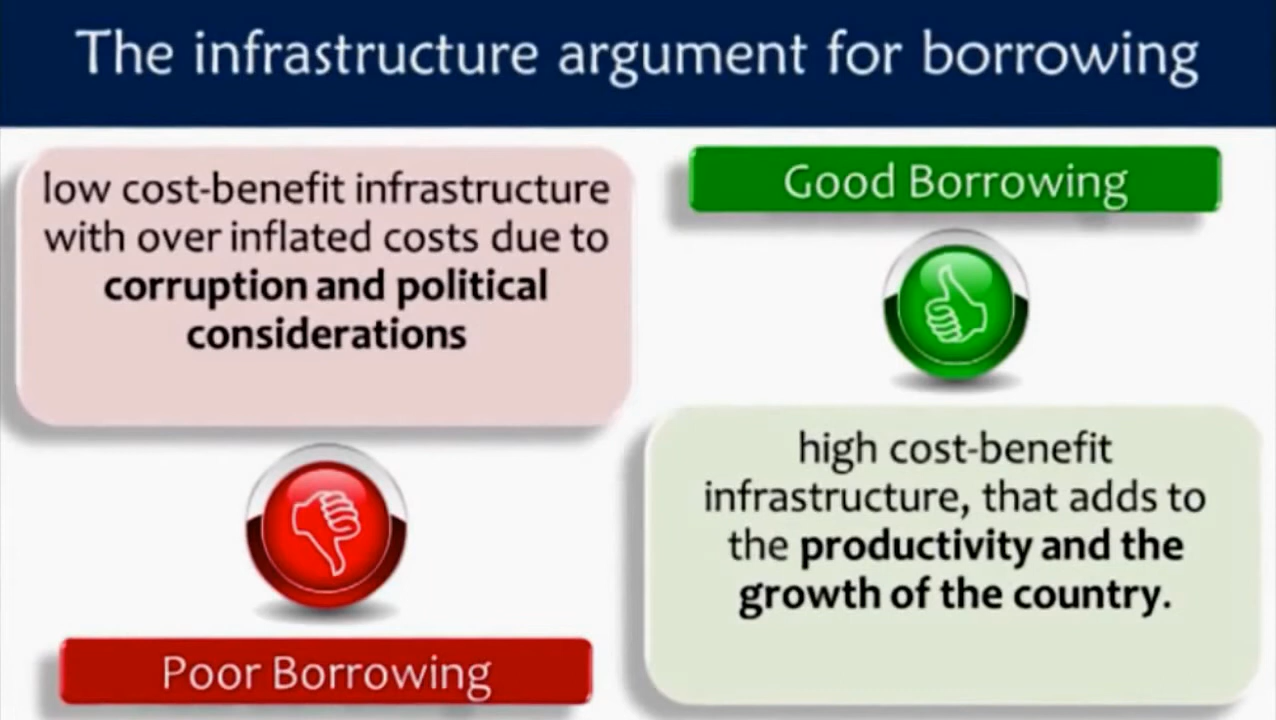 The infrastructure argument for borrowing
low cost-benefit infrastructure
with over inflated costs due to
corruption and political
considerations
Poor Borrowing
Good Borrowing
high cost-benefit
infrastructure, that adds to
the productivity and the
growth of the country.